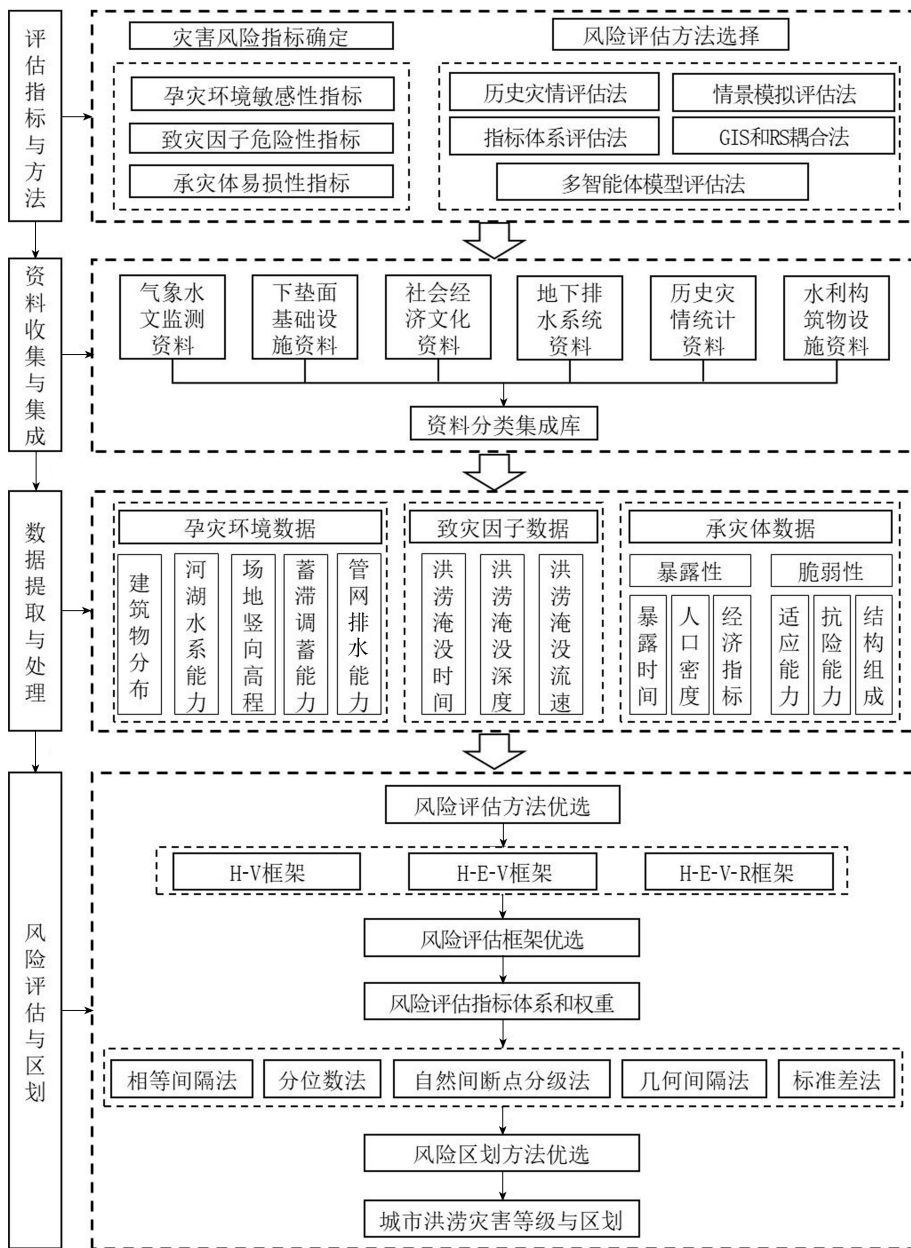 评估指标与方法
灾害风险指标确定
风险评估方法选择
孕灾环境敏感性指标
致灾因子危险性指标
承灾体易损性指标
历史灾情评估法
情景模拟评估法
指标体系评估法
GIS和RS耦合法
多智能体模型评估法
资料收集与集成
气象水
文监测
资料
下垫面
基础设
施资料
社会经
济文化
资料
地下排
水系统
资料
历史灾
情统计
资料
水利构
筑物设
施资料
资料分类集成库
数据提取与处理
孕灾环境数据
建筑物分布
河湖水系能力
场地竖向高程
蓄滞调蓄能力
管网排水能力
致灾因子数据
洪涝淹没时间
洪涝淹没深度
洪涝淹没流速
承灾体数据
暴露性
暴露时间
人口密度
经济指标
脆弱性
适应能力
抗险能力
结构组成
风险评估与区划
风险评估方法优选
H-V框架
H-E-V框架
H-E-V-R框架
风险评估框架优选
风险评估指标体系和权重
相等间隔法
分位数法
自然间断点分级法
几何间隔法
标准差法
风险区划方法优选
城市洪涝灾害等级与区划